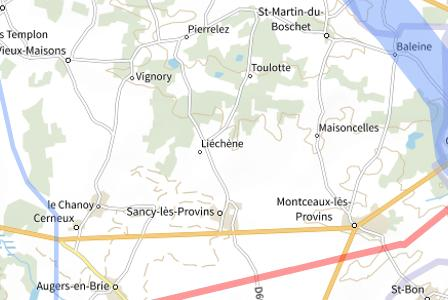 St-Martin-du-
Boschet
Pierrelez
s Templon
Vieux-Maisons
Baleine
Vignory
Toulotte
Maisoncelles
Liéchène
le Chanoy
Cerneux
Sancy-lès-Provins
Montceaux-lès-
Provins
Augers-en-Brie
D6
St-Bon